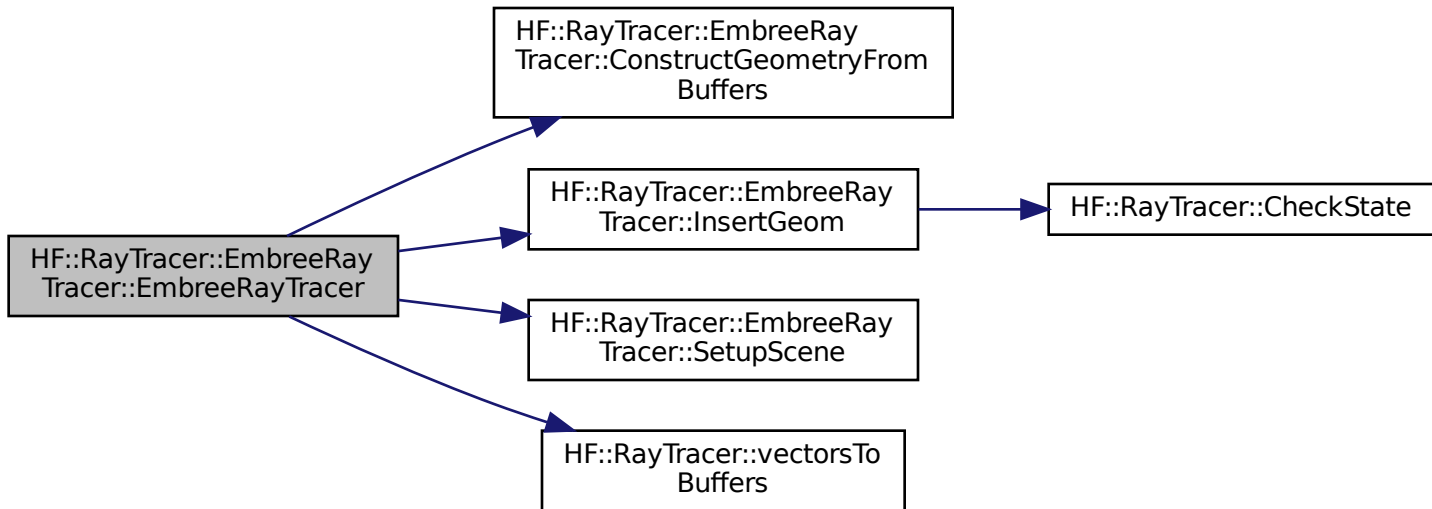 HF::RayTracer::EmbreeRay
Tracer::ConstructGeometryFrom
Buffers
HF::RayTracer::EmbreeRay
Tracer::InsertGeom
HF::RayTracer::CheckState
HF::RayTracer::EmbreeRay
Tracer::EmbreeRayTracer
HF::RayTracer::EmbreeRay
Tracer::SetupScene
HF::RayTracer::vectorsTo
Buffers